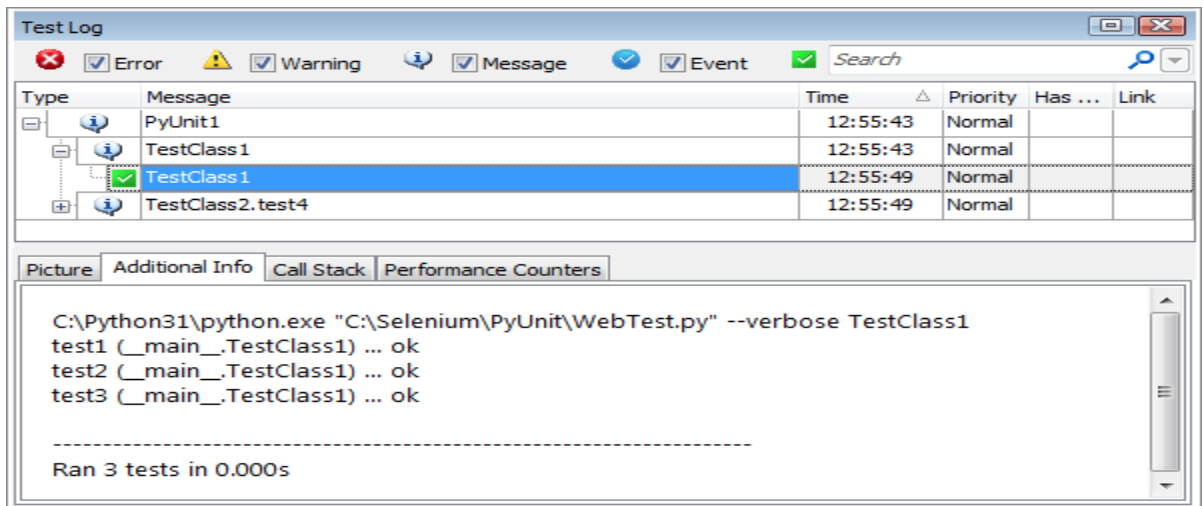 Test Log
Error Warning Message Event Search
Type Message Time Priority Has ... Link
PyUnit1 12:55:43 Normal
TestClass1 12:55:43 Normal
TestClass1 12:55:49 Normal
TestClass2.test4 12:55:49 Normal
Picture Additional Info Call Stack Performance Counters
C:\Python31\python.exe "C:\Selenium\PyUnit\WebTest.py" --verbose TestClass1
test1 (__main__.TestClass1) ... ok
test2 (__main__.TestClass1) ... ok
test3 (__main__.TestClass1) ... ok
----------------------------------------------------------------------
Ran 3 tests in 0.000s